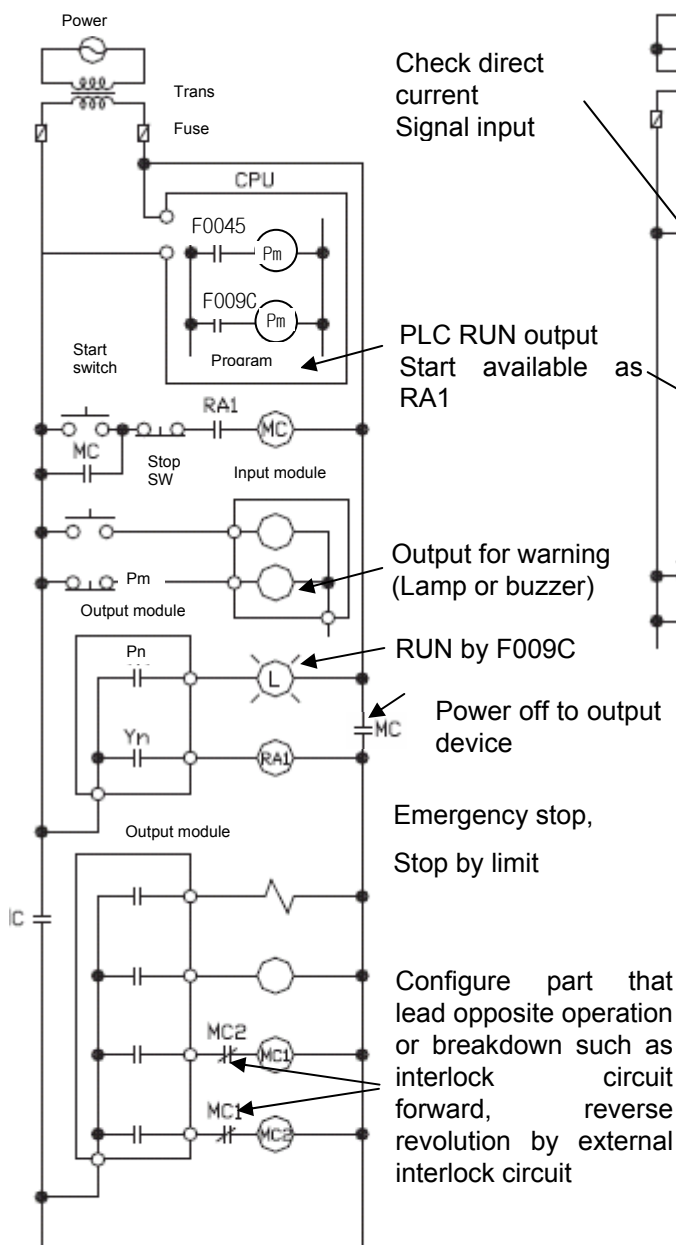 Power
Trans
Fuse
CPU
F0045
Pm
F009C
Pm
Program
Start
switch
RA1
MC
MC
Stop
SW
Input module
Pm
Output module
Pn
L
Yn
RA1
MC
Output module
C
MC2
MC1
MC1
MC2
Check direct
current
Signal input
PLC RUN output
Start available as
RA1
Output for warning
(Lamp or buzzer)
RUN by F009C
Power off to output
device
Emergency stop,
Stop by limit
Configure part that
lead opposite operation
or breakdown such as
interlock circuit
forward, reverse
revolution by external
interlock circuit